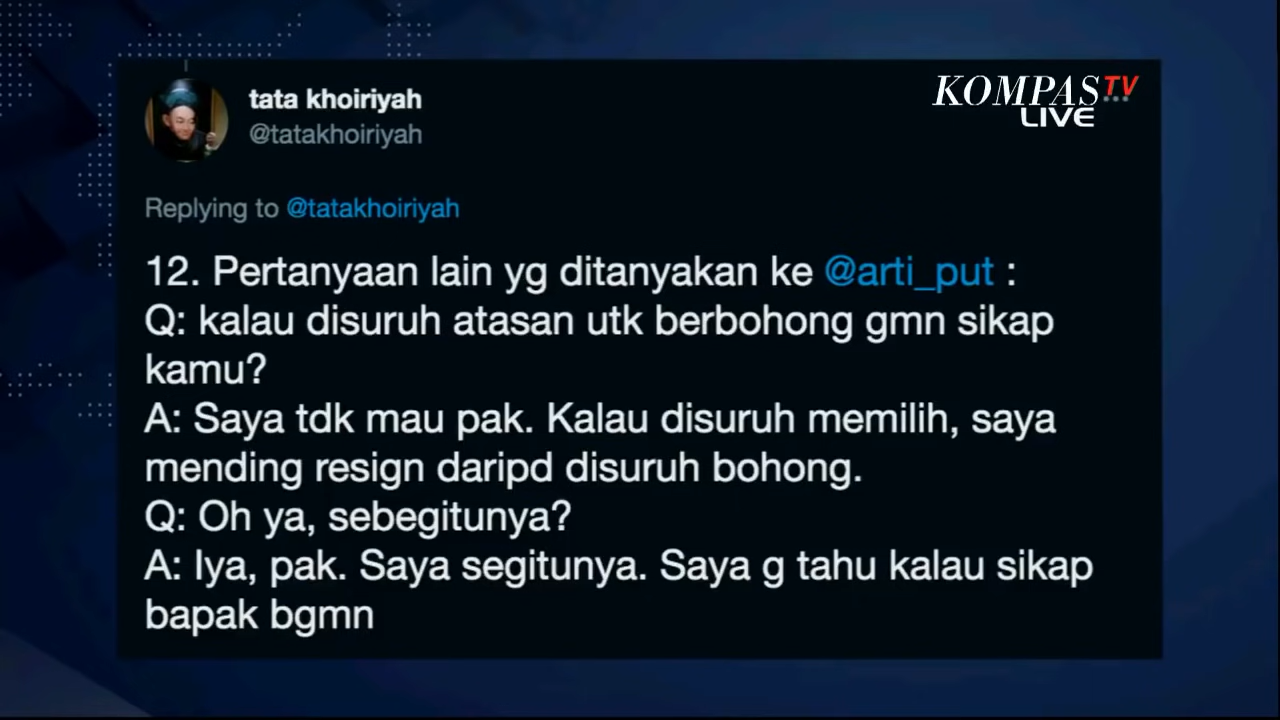 KOMPAS TV
LIVE
tata khoiriyah
@tatakhoiriyah
Replying to @tatakhoiriyah
12. Pertanyaan lain yg ditanyakan ke @arti_put :
Q: kalau disuruh atasan utk berbohong gmn sikap
kamu?
A: Saya tdk mau pak. Kalau disuruh memilih, saya
mending resign daripd disuruh bohong.
Q: Oh ya, sebegitunya?
A: Iya, pak. Saya segitunya. Saya g tahu kalau sikap
bapak bgmn